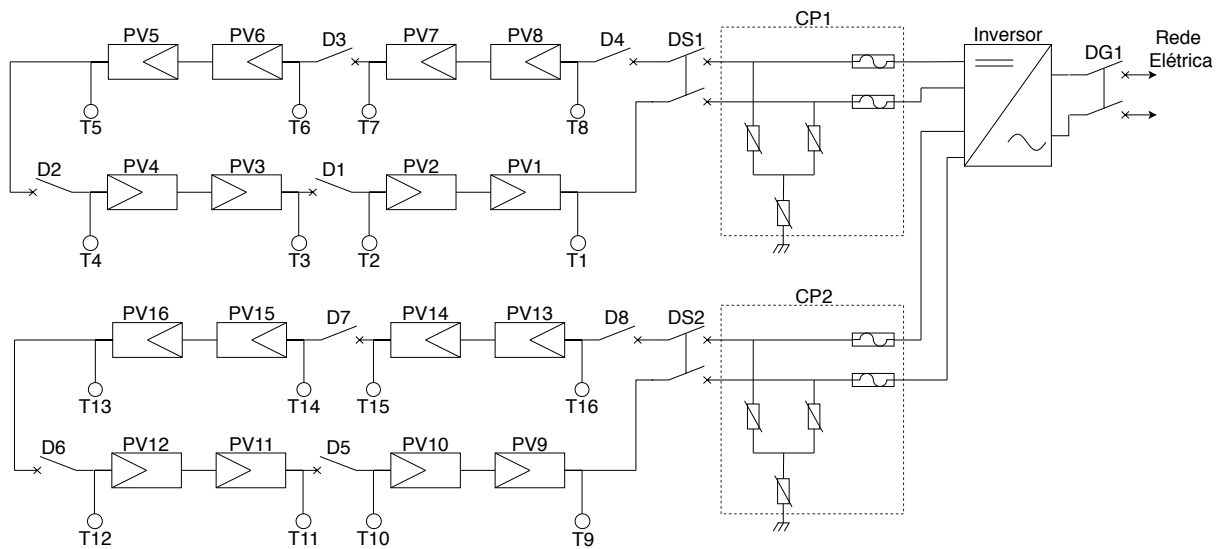 CP1
PV5 PV6 D3 PV7 PV8 D4 DS1 Inversor DG1 Rede
Elétrica
T5 T6 T7 T8
D2 PV4 PV3 D1 PV2 PV1
T4 T3 T2 T1
CP2
PV16 PV15 D7 PV14 PV13 D8 DS2
T13 T14 T15 T16
D6 PV12 PV11 D5 PV10 PV9
T12 T11 T10 T9